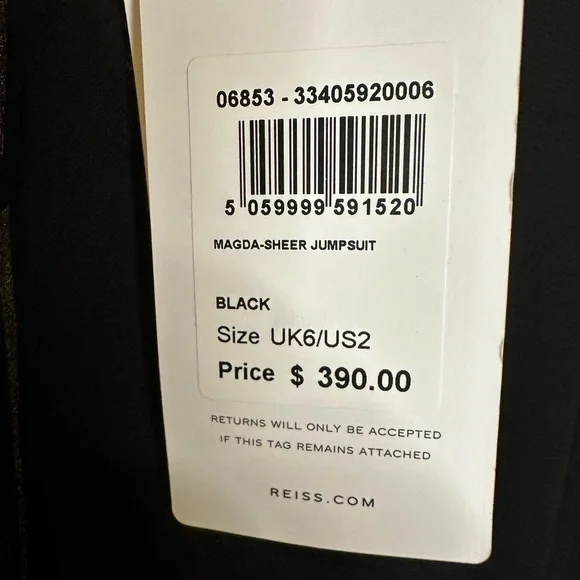 06853 - 33405920006
5 059999 591520
MAGDA-SHEER JUMPSUIT
BLACK
Size UK6/US2
Price $ 390.00
RETURNS WILL ONLY BE ACCEPTED
IF THIS TAG REMAINS ATTACHED
REISS.COM